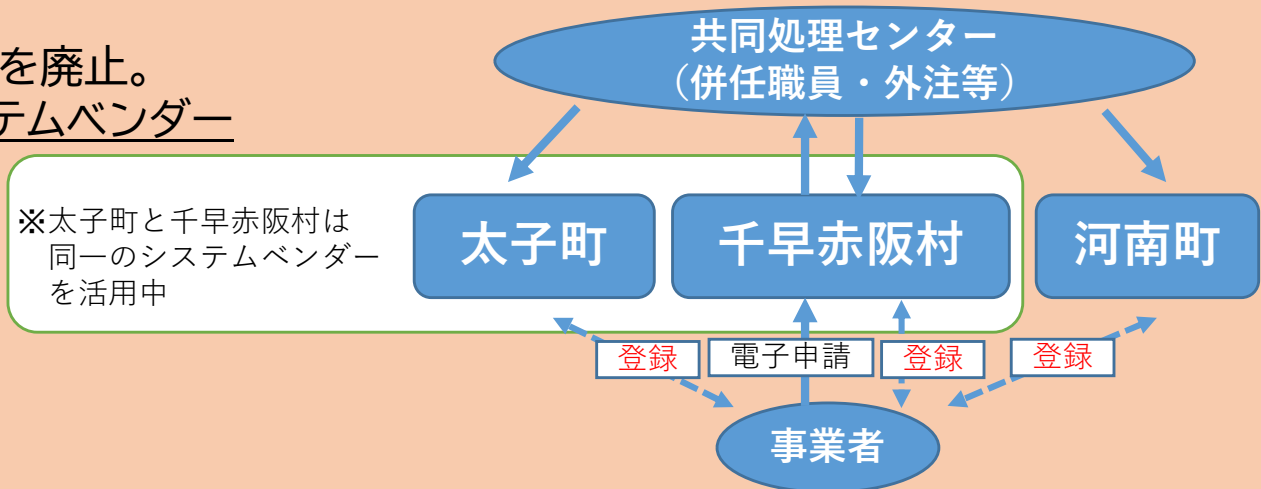 を廃止。
テムベンダー
共同処理センター
（併任職員・外注等）
※太子町と千早赤阪村は
同一のシステムベンダー
を活用中
太子町
千早赤阪村
河南町
登録
電子申請
登録
登録
事業者